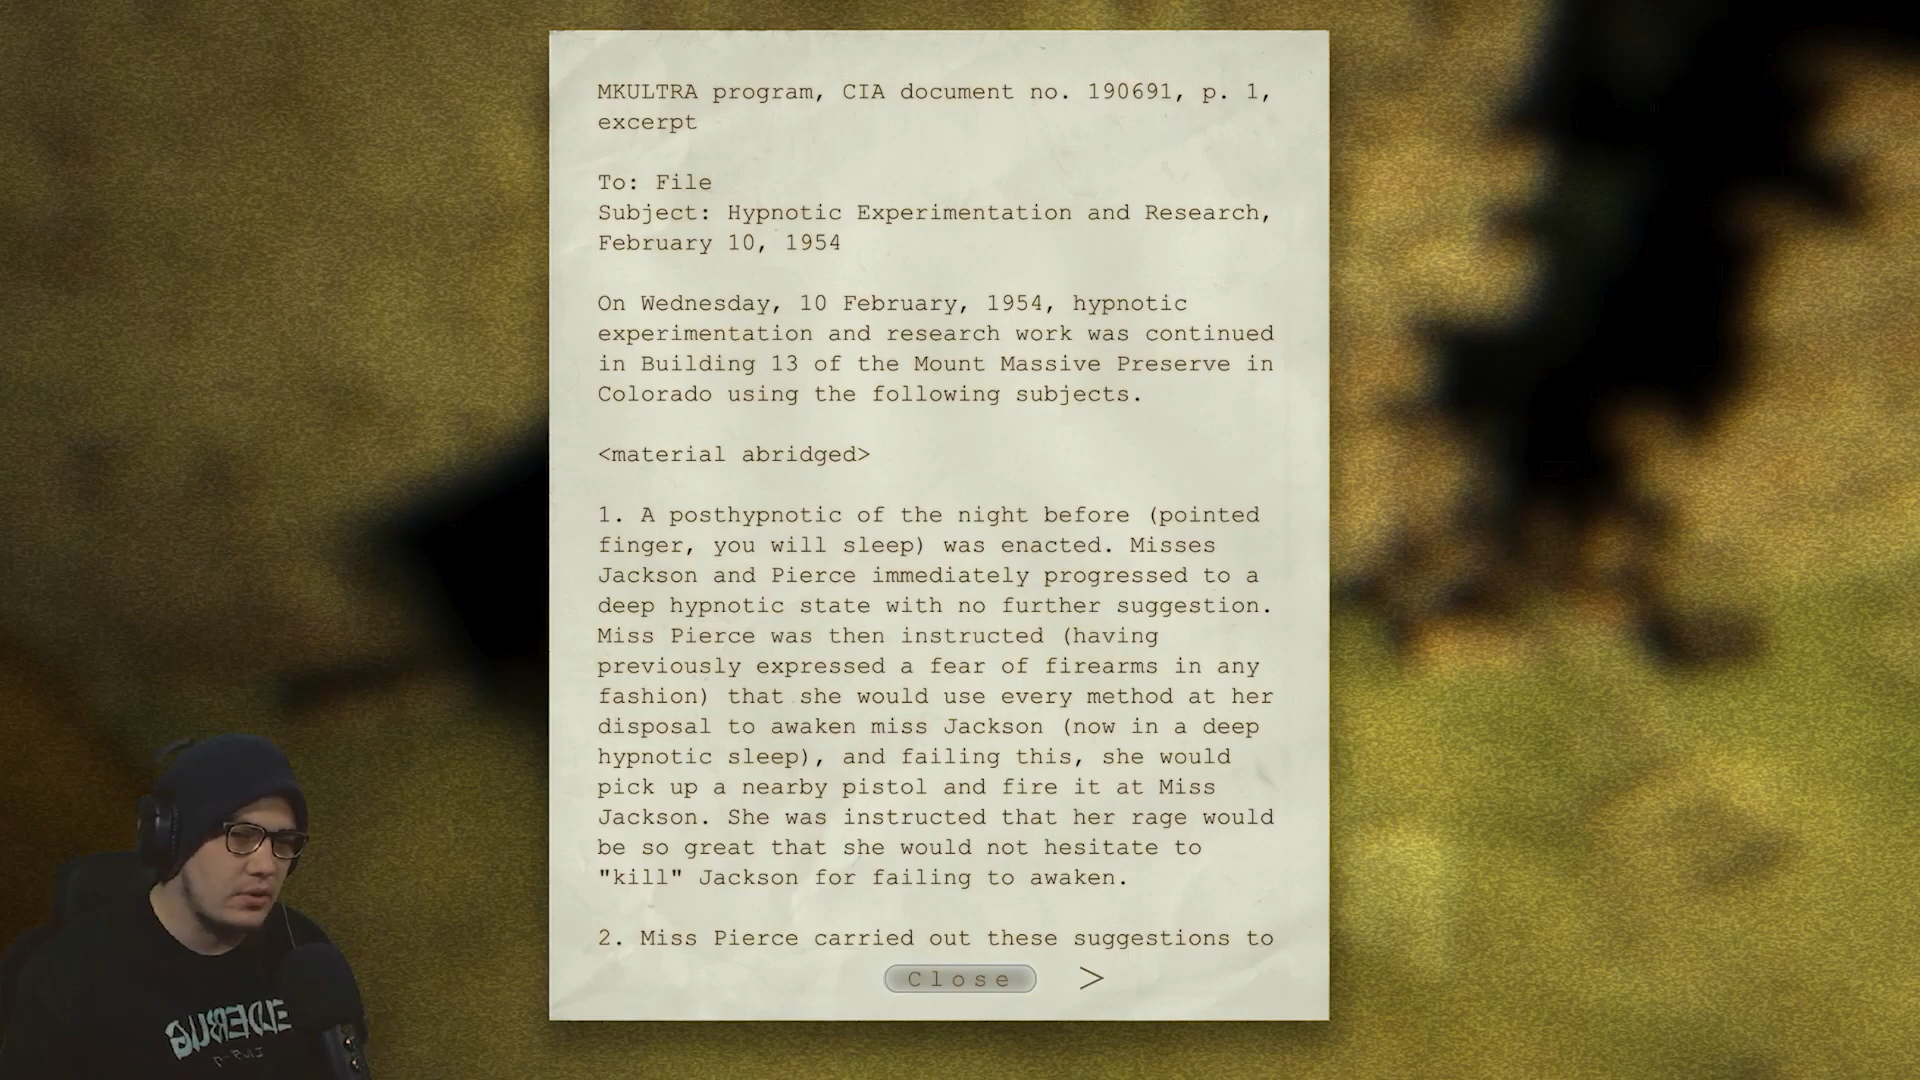 MKULTRA program, CIA document no. 190691, p. 1,
excerpt
To: File
Subject: Hypnotic Experimentation and Research,
February 10, 1954
On Wednesday, 10 February, 1954, hypnotic
experimentation and research work was continued
in Building 13 of the Mount Massive Preserve in
Colorado using the following subjects.
<material abridged>
1. A posthypnotic of the night before (pointed
finger, you will sleep) was enacted. Misses
Jackson and Pierce immediately progressed to a
deep hypnotic state with no further suggestion.
Miss Pierce was then instructed (having
previously expressed a fear of firearms in any
fashion) that she would use every method at her
disposal to awaken miss Jackson (now in a deep
hypnotic sleep), and failing this, she would
pick up a nearby pistol and fire it at Miss
Jackson. She was instructed that her rage would
be so great that she would not hesitate to
"kill" Jackson for failing to awaken.
2. Miss Pierce carried out these suggestions to
Close >
ELDERBUG